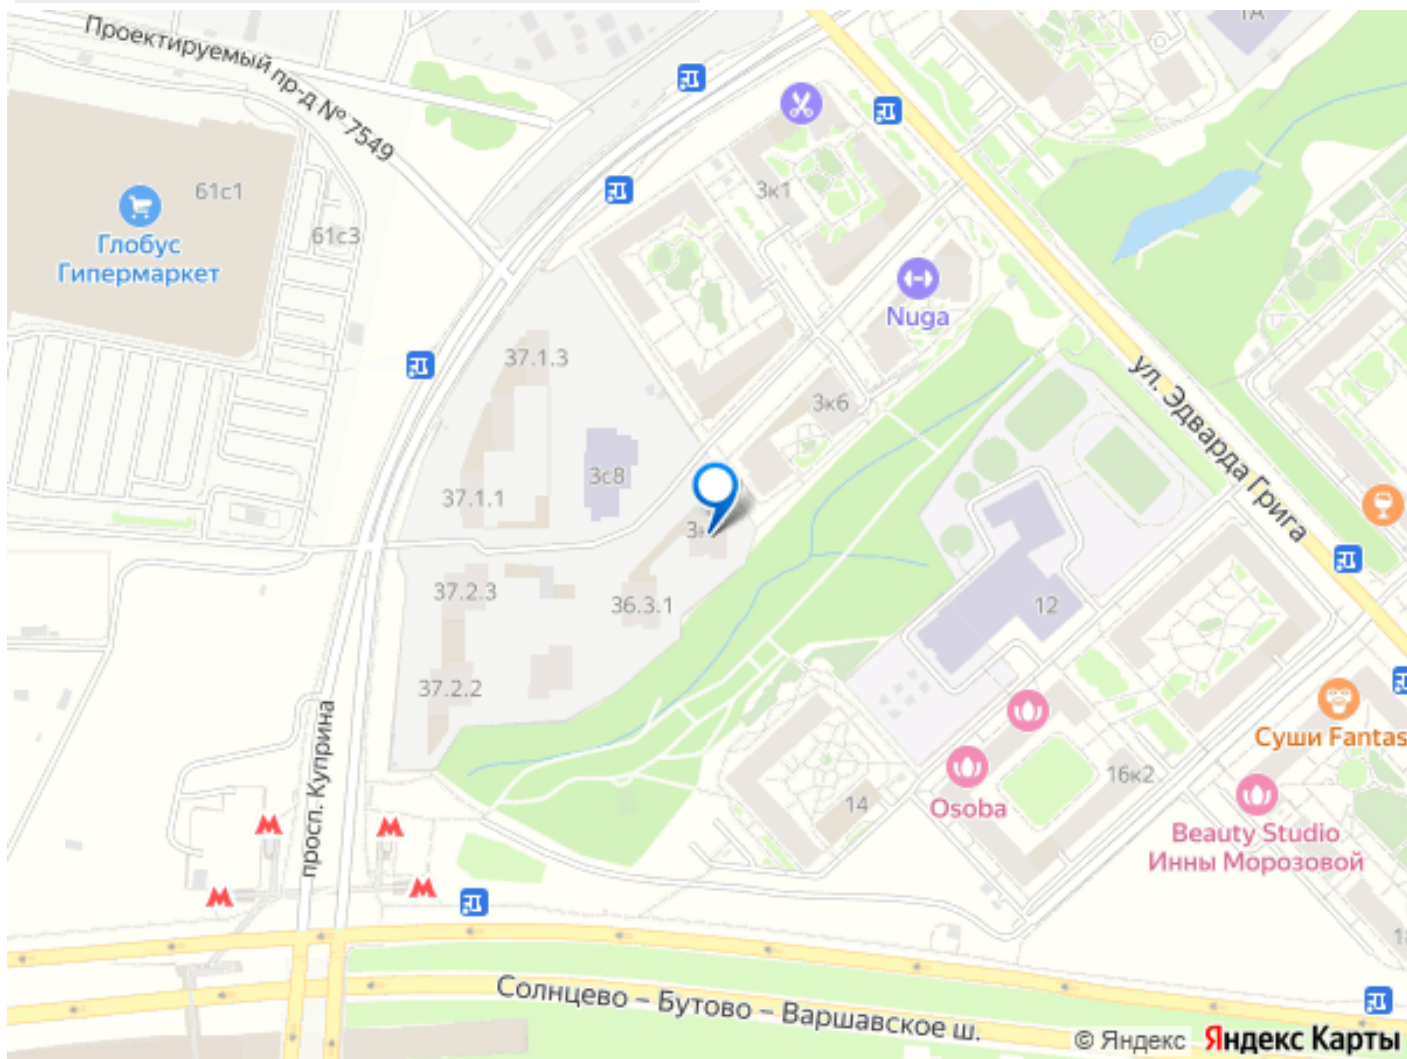 1А
Проектируемый пр-д № 7549
61с1
3к1
61с3
Глобус
Гипермаркет
Nuga
37.1.3
ул. Эдварда Грига
3к6
3с8
37.1.1
37.2.3
36.3.1
12
37.2.2
просп. Куприна
Суши Fantas
16к2
14
Osoba
Beauty Studio
Инны Морозовой
Солнцево – Бутово – Варшавское ш.
© Яндекс Яндекс Карты